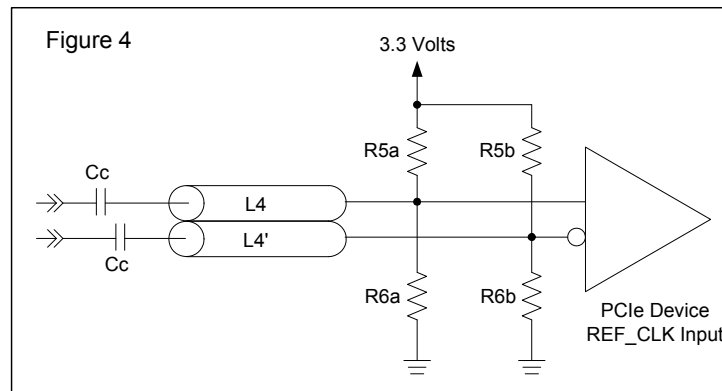 Figure 4
3.3 Volts
R5a
R5b
Cc
L4
L4'
Cc
R6a
R6b
PCIe Device
REF_CLK Input